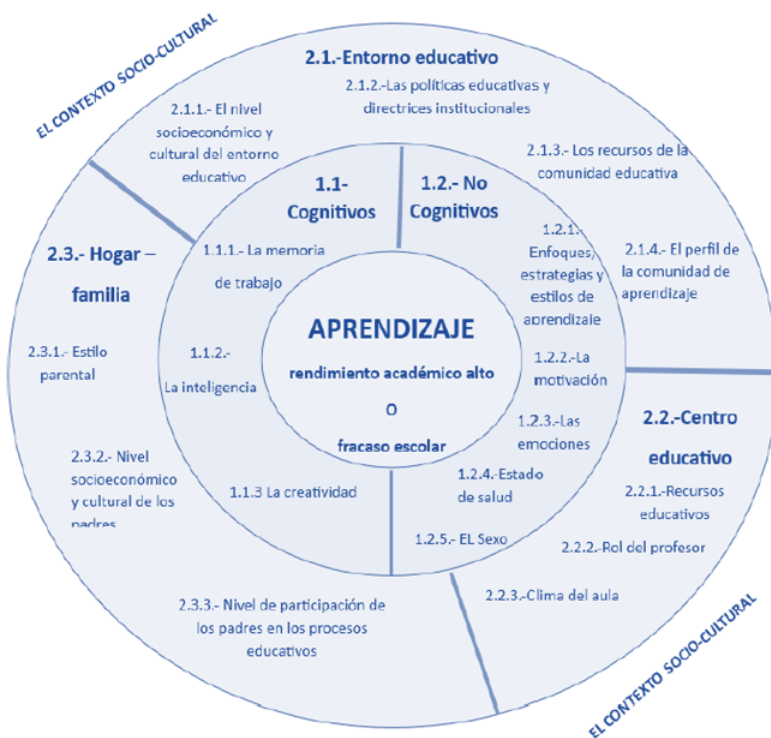 EL CONTEXTO SOCIO-CULTURAL
2.1.-Entorno educativo
2.1.2.-Las políticas educativas y
directrices institucionales
2.1.1.- El nivel
socioeconómico y
cultural del entorno
educativo
2.1.3.- Los recursos de la
comunidad educativa
2.1.4.- El perfil de
la comunidad de
aprendizaje
1.1-
Cognitivos
1.1.1.- La memoria
de trabajo
1.1.2.-
La inteligencia
1.1.3 La creatividad
1.2.- No
Cognitivos
1.2.1.-
Enfoques,
estrategias y
estilos de
aprendizaje
1.2.2.-La
motivación
1.2.3.-Las
emociones
1.2.4.-Estado
de salud
1.2.5.- EL Sexo
APRENDIZAJE
rendimiento académico alto
O
fracaso escolar
2.3.- Hogar –
familia
2.3.1.- Estilo
parental
2.3.2.- Nivel
socioeconómico
y cultural de los
padres
2.3.3.- Nivel de participación de
los padres en los procesos
educativos
2.2.-Centro
educativo
2.2.1.-Recursos
educativos
2.2.2.-Rol del profesor
2.2.3.-Clima del aula
EL CONTEXTO SOCIO-CULTURAL